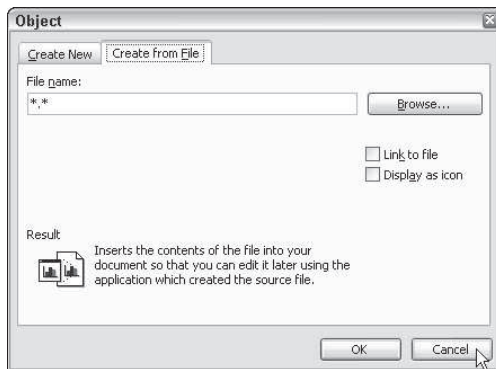 Object
Create New
Create from File
File name:
*.*
Browse...
Link to file
Display as icon
Result
Inserts the contents of the file into your
document so that you can edit it later using the
application which created the source file.
OK
Cancel